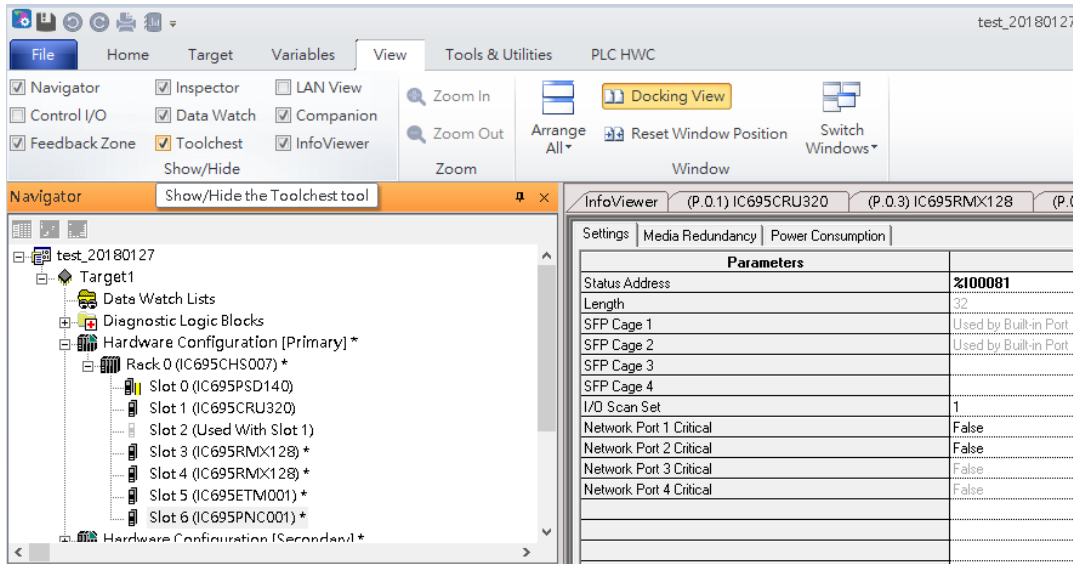 test_20180127
File Home Target Variables View Tools & Utilities PLC HWC
Navigator Inspector LAN View
Control I/O Data Watch Companion
Feedback Zone Toolchest InfoViewer
Show/Hide
Zoom In
Zoom Out
Zoom
Arrange All
Docking View
Reset Window Position
Switch Windows
Window
Show/Hide the Toolchest tool
Navigator
test_20180127
Target1
Data Watch Lists
Diagnostic Logic Blocks
Hardware Configuration [Primary] *
Rack 0 (IC695CHS007) *
Slot 0 (IC695PSD140)
Slot 1 (IC695CRU320)
Slot 2 (Used With Slot 1)
Slot 3 (IC695RMX128) *
Slot 4 (IC695RMX128) *
Slot 5 (IC695ETM001) *
Slot 6 (IC695PNC001) *
Hardware Configuration [Secondary] *
InfoViewer (P.0.1) IC695CRU320 (P.0.3) IC695RMX128 (P.0
Settings Media Redundancy Power Consumption
Parameters
Status Address %I00081
Length 32
SFP Cage 1 Used by Built-in Port
SFP Cage 2 Used by Built-in Port
SFP Cage 3
SFP Cage 4
I/O Scan Set 1
Network Port 1 Critical False
Network Port 2 Critical False
Network Port 3 Critical False
Network Port 4 Critical False